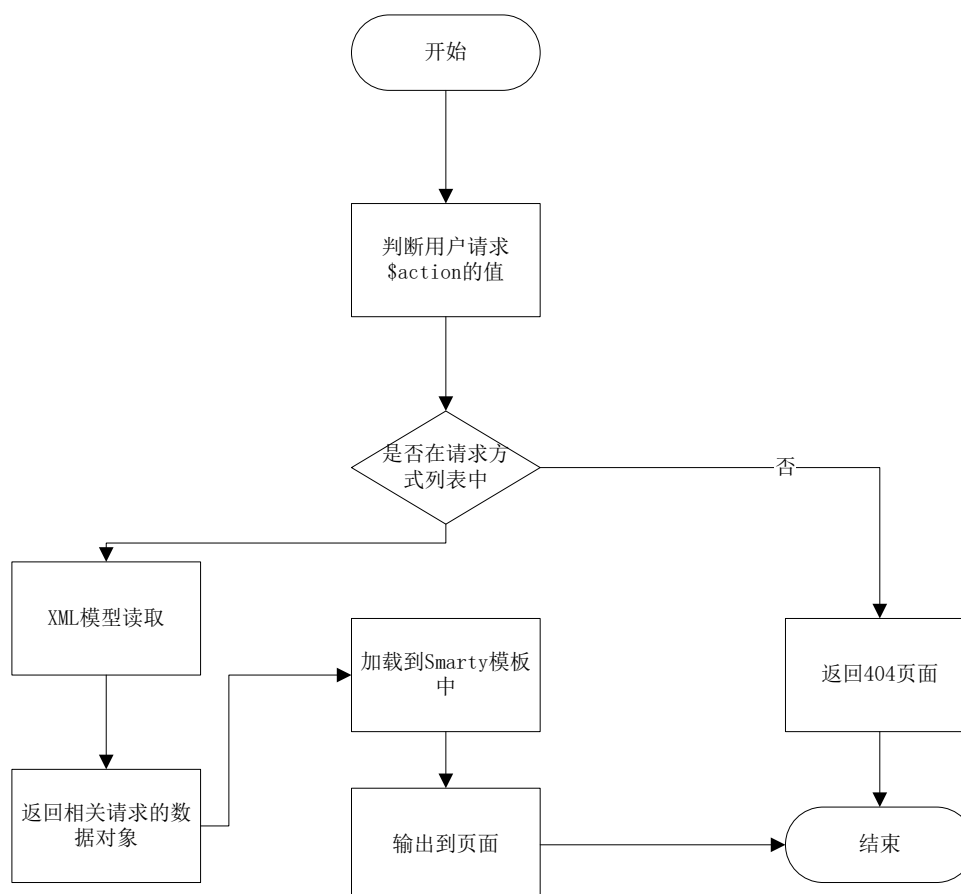 开始
判断用户请求
$action的值
是否在请求方
式列表中
否
XML模型读取
加载到Smarty模板
中
返回404页面
返回相关请求的数
据对象
输出到页面
结束